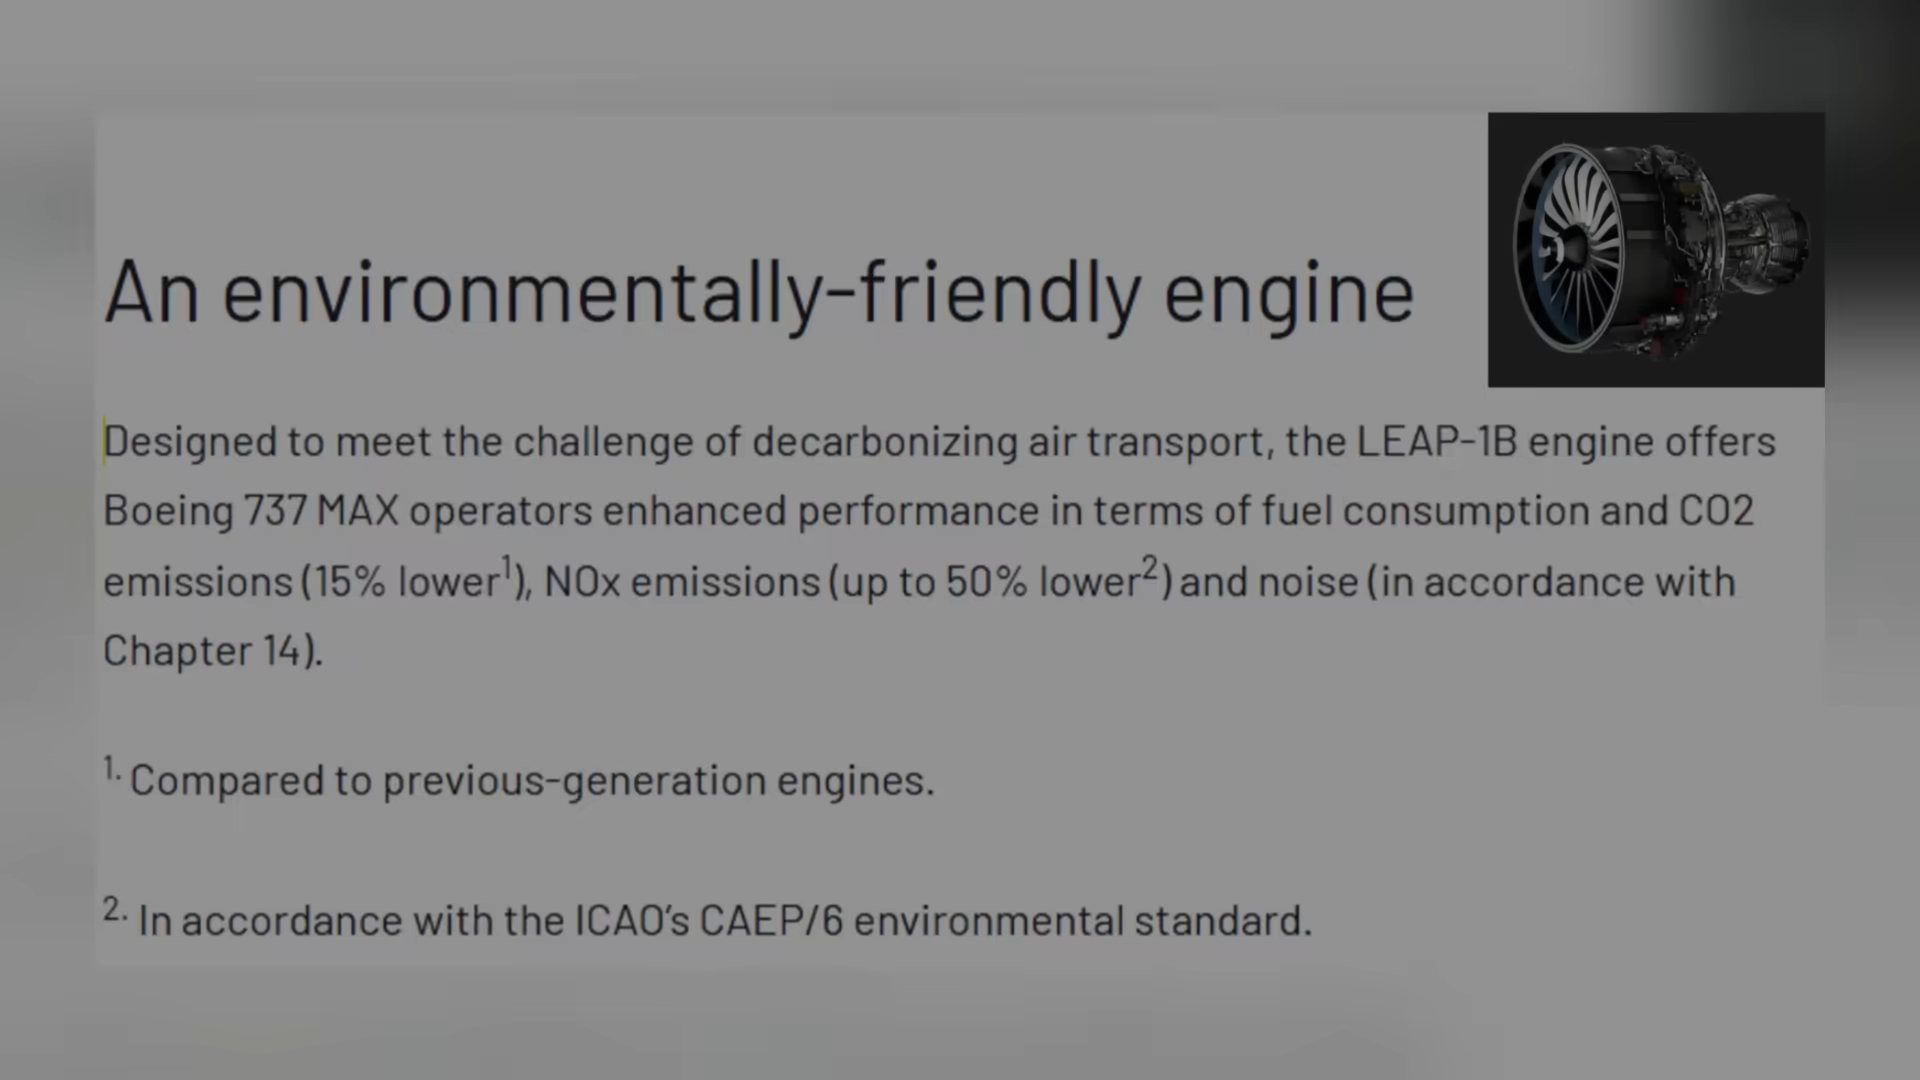 An environmentally-friendly engine
Designed to meet the challenge of decarbonizing air transport, the LEAP-1B engine offers
Boeing 737 MAX operators enhanced performance in terms of fuel consumption and CO2
emissions (15% lower¹), NOx emissions (up to 50% lower²) and noise (in accordance with
Chapter 14).
1. Compared to previous-generation engines.
2. In accordance with the ICAO's CAEP/6 environmental standard.